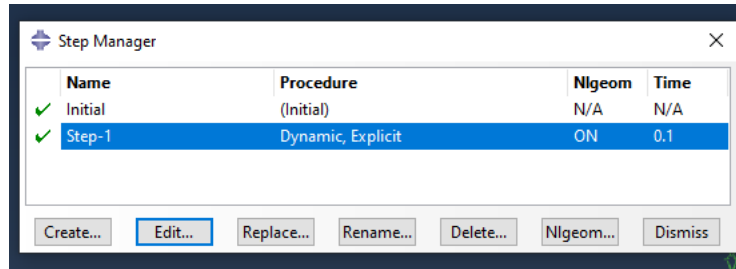 Step Manager
Name Procedure Nlgeom Time
Initial (Initial) N/A N/A
Step-1 Dynamic, Explicit ON 0.1
Create... Edit... Replace... Rename... Delete... Nlgeom... Dismiss